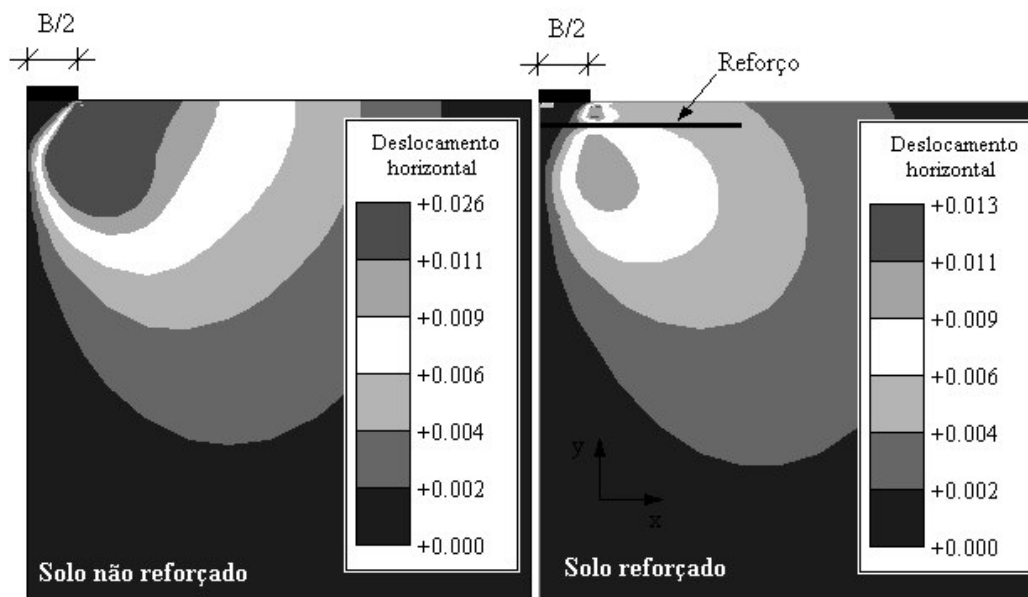 B/2
Deslocamento
horizontal
+0.026
+0.011
+0.009
+0.006
+0.004
+0.002
+0.000
Solo não reforçado
B/2
Reforço
Deslocamento
horizontal
+0.013
+0.011
+0.009
+0.006
+0.004
+0.002
+0.000
y
x
Solo reforçado